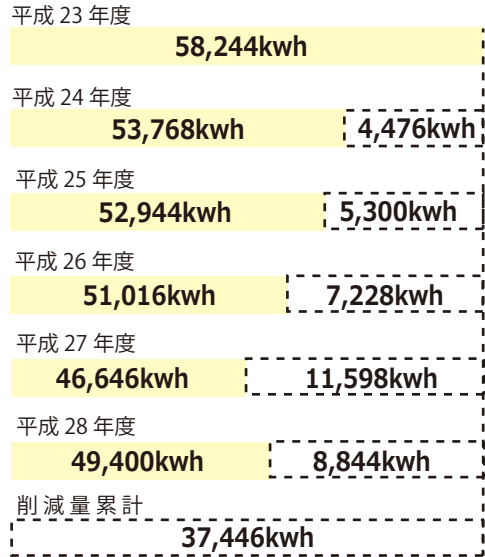 平成 23 年度
58,244kwh
平成 24 年度
53,768kwh 4,476kwh
平成 25 年度
52,944kwh 5,300kwh
平成 26 年度
51,016kwh 7,228kwh
平成 27 年度
46,646kwh 11,598kwh
平成 28 年度
49,400kwh 8,844kwh
削減量累計
37,446kwh